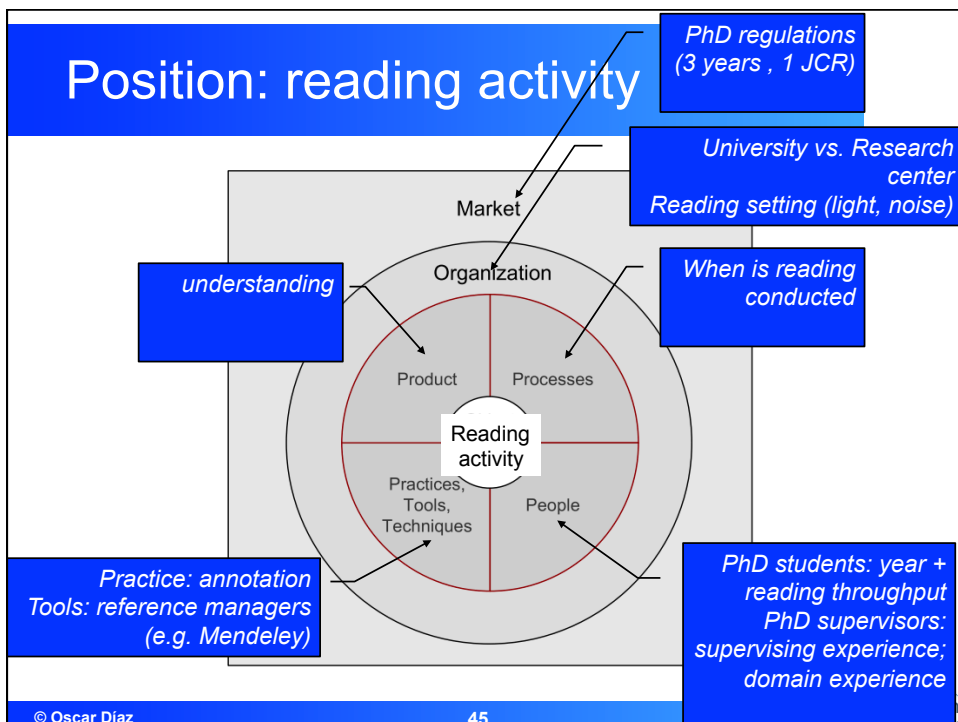 Position: reading activity
PhD regulations
(3 years , 1 JCR)
University vs. Research
center
Reading setting (light, noise)
Market
Organization
understanding
When is reading
conducted
Product
Processes
Reading
activity
Practices,
Tools,
Techniques
People
Practice: annotation
Tools: reference managers
(e.g. Mendeley)
PhD students: year +
reading throughput
PhD supervisors:
supervising experience;
domain experience
© Oscar Díaz
45